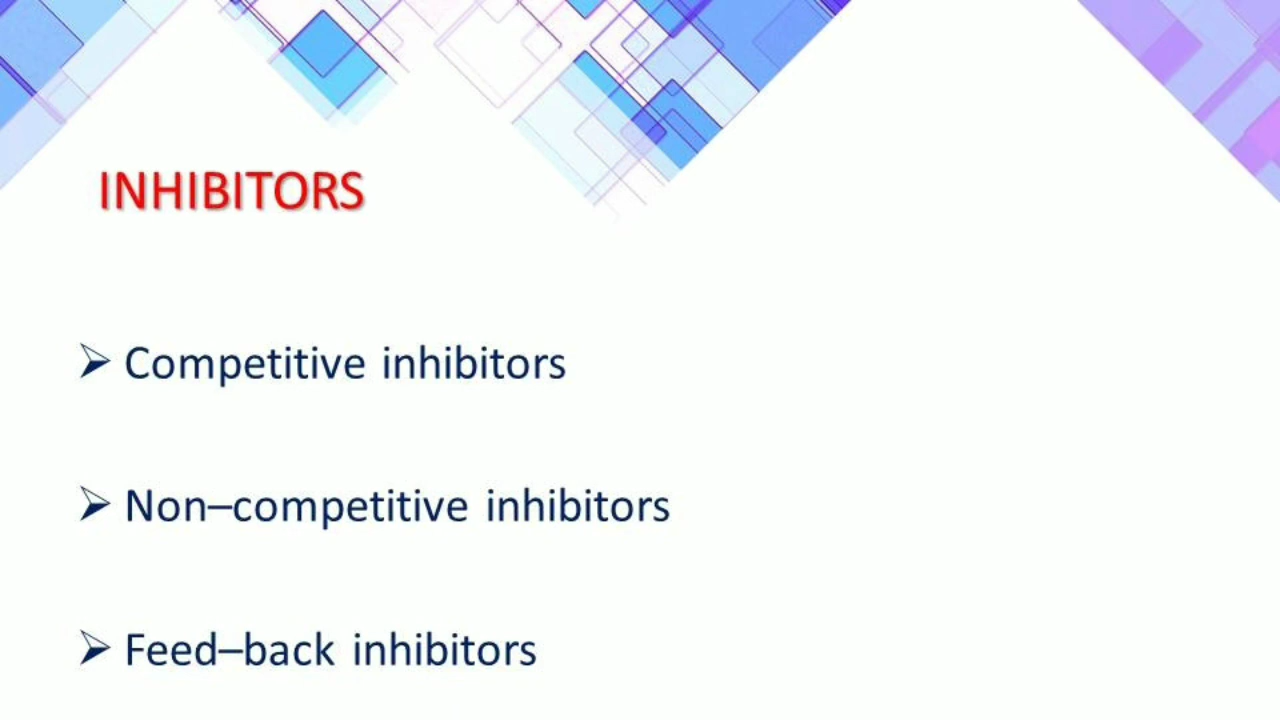 INHIBITORS
➢ Competitive inhibitors
➢ Non–competitive inhibitors
➢ Feed–back inhibitors